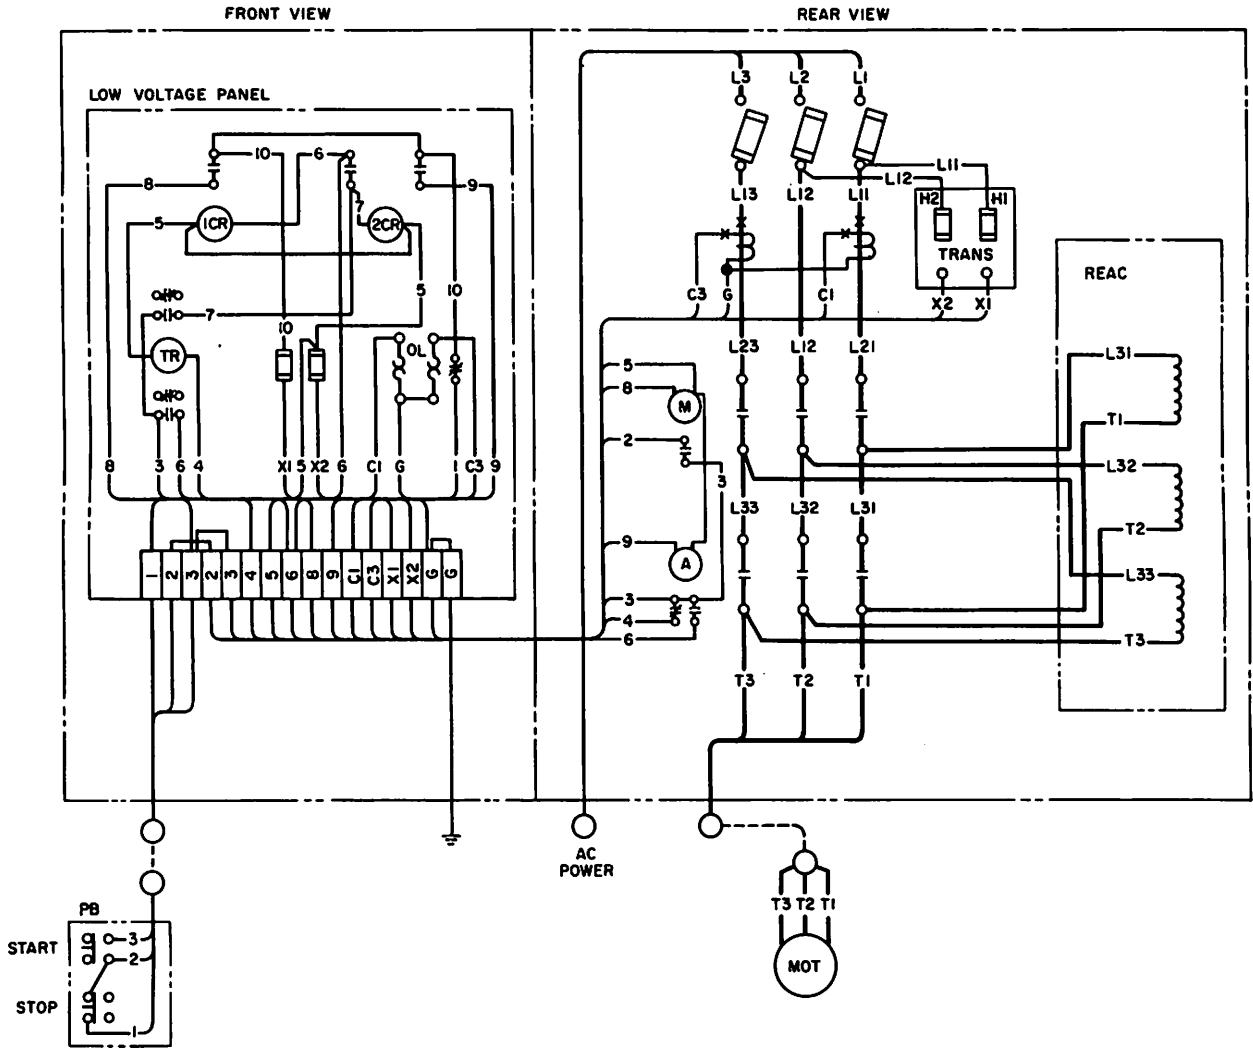 FRONT VIEW
REAR VIEW
LOW VOLTAGE PANEL
L3 L2 L1
10 6
8 9
L11
L12
L13 L12 L11
H2 H1
7
5 1CR 2CR
TRANS
REAC
5 10
C3 G C1 X2 X1
7
10
L23 L12 L21
OL
TR
L31
5
8
M
T1
2
8 3 6 4 X1 5 X2 6 C1 G 1 C3 9
L32
3
L33 L32 L31
T2
9
A
1 2 3 2 3 4 5 6 8 9 C1 C3 X1 X2 G G
L33
3
4
6
T3
T3 T2 T1
AC
POWER
PB
T3 T2 T1
START
3
2
MOT
STOP
1